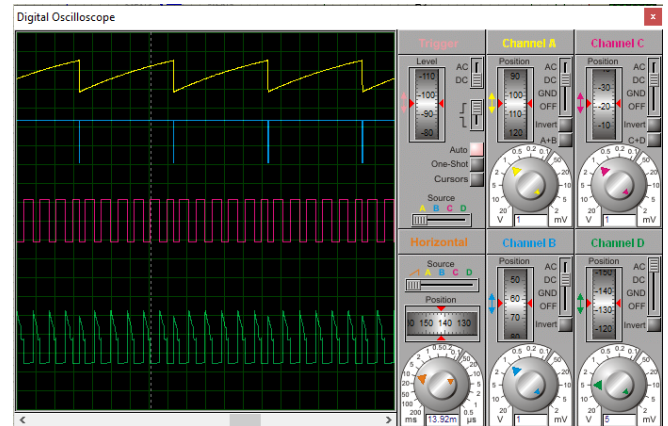 Digital Oscilloscope
Trigger
Level
-110
-100
-90
-80
AC
DC
Auto
One-Shot
Cursors
Source
A B C D
Channel A
Position
90
-100
110
120
AC
DC
GND
OFF
Invert
A+B
V 1 mV
Channel C
Position
-30
-20
-10
AC
DC
GND
OFF
Invert
C+D
V 1 mV
Horizontal
Source
A B C D
Position
150 140 130
ms 13.92m µs
Channel B
Position
50
60
70
AC
DC
GND
OFF
Invert
V 1 mV
Channel D
Position
-150
-140
-130
-120
AC
DC
GND
OFF
Invert
V 5 mV